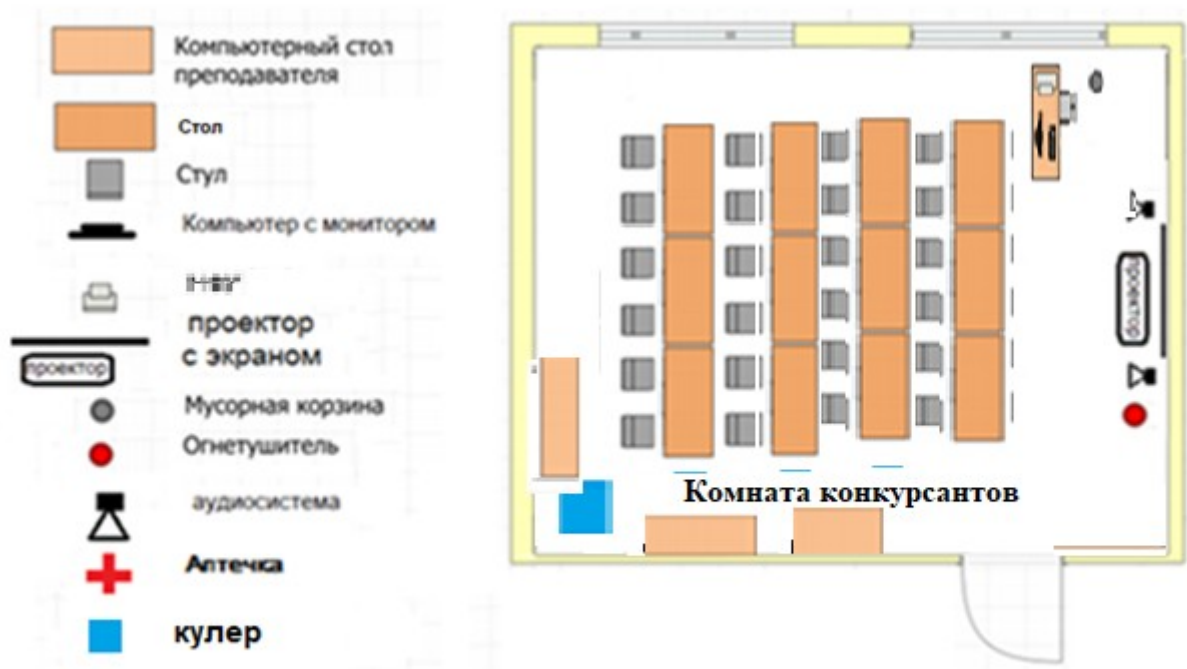 Компьютерный стол
преподавателя
Стол
Стул
Компьютер с монитором
проектор
с экраном
проектор
Мусорная корзина
Огнетушитель
аудиосистема
Аптечка
кулер
проектор
Комната конкурсантов